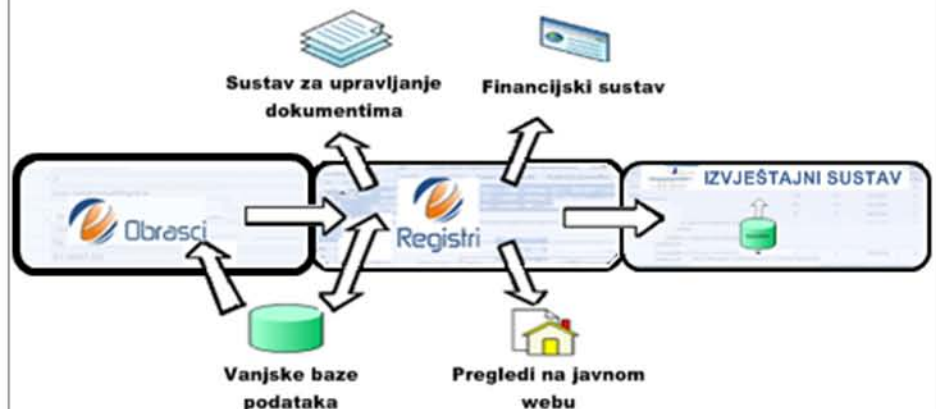 Sustav za upravljanje
dokumentima
Financijski sustav
Obrasci
Registri
IZVJEŠTAJNI SUSTAV
Vanjske baze
podataka
Pregledi na javnom
webu